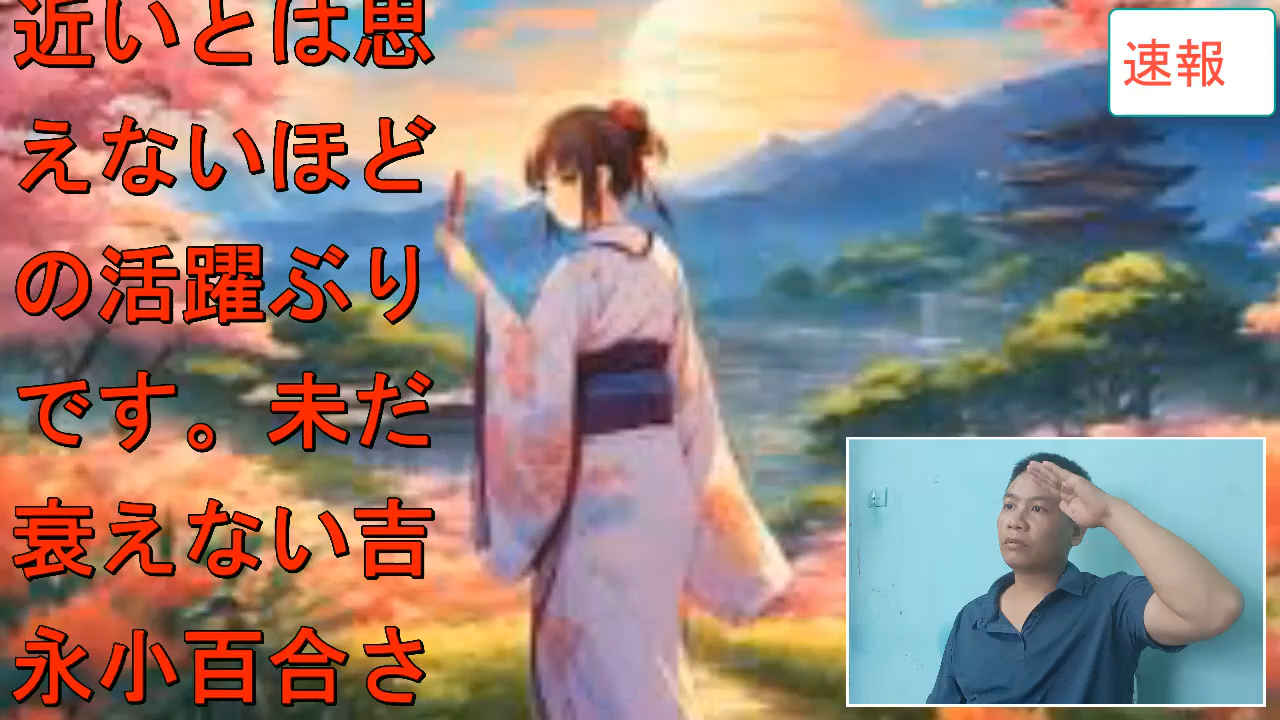 近いとは思
えないほど
の活躍ぶり
です。未だ
衰えない吉
永小百合さ
速報